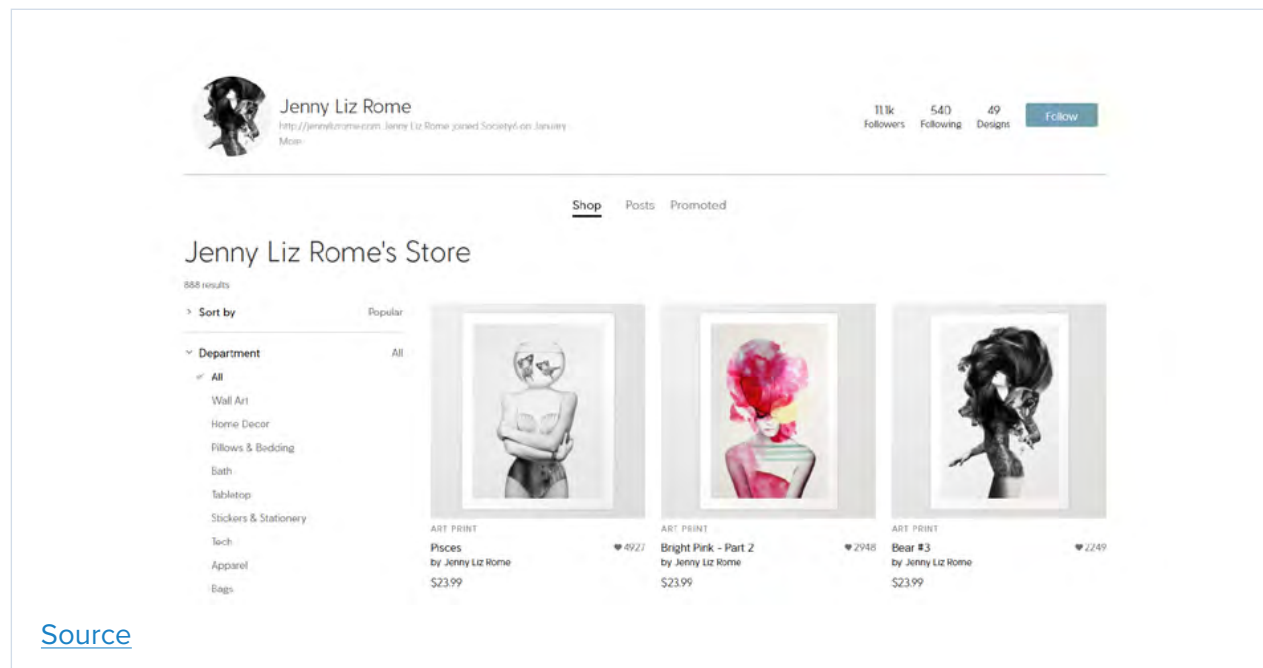 Jenny Liz Rome
http://jennylizrome.com Jenny Liz Rome joined Society6 on January
More
11.1k
Followers
540
Following
49
Designs
Follow
Shop
Posts
Promoted
Jenny Liz Rome's Store
888 results
Sort by
Popular
Department
All
All
Wall Art
Home Decor
Pillows & Bedding
Bath
Tabletop
Stickers & Stationery
Tech
Apparel
Bags
ART PRINT
Pisces
4927
by Jenny Liz Rome
$23.99
ART PRINT
Bright Pink - Part 2
2948
by Jenny Liz Rome
$23.99
ART PRINT
Bear #3
2249
by Jenny Liz Rome
$23.99
Source